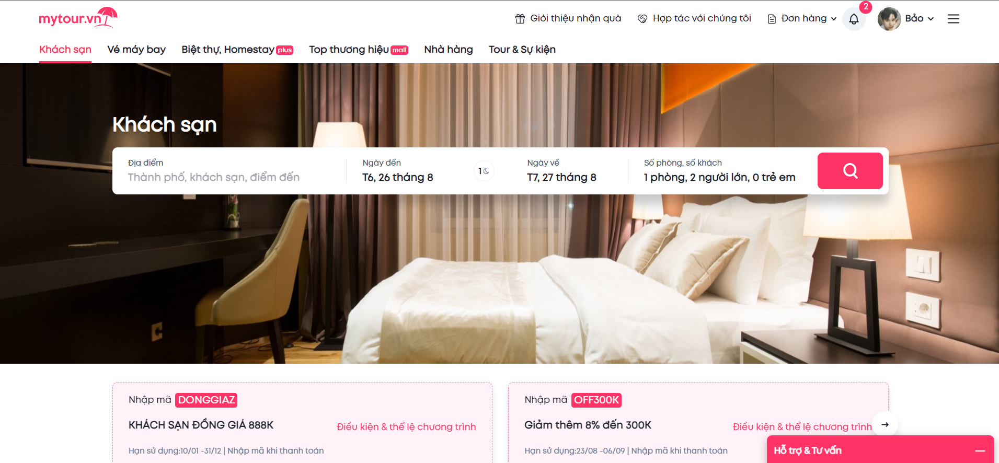 mytour.vn
Giới thiệu nhận quà
Hợp tác với chúng tôi
Đơn hàng
2
Bảo
Khách sạn
Vé máy bay
Biệt thự, Homestay plus
Top thương hiệu mall
Nhà hàng
Tour & Sự kiện
Khách sạn
Địa điểm
Thành phố, khách sạn, điểm đến
Ngày đến
T6, 26 tháng 8
1
Ngày về
T7, 27 tháng 8
Số phòng, số khách
1 phòng, 2 người lớn, 0 trẻ em
Nhập mã DONGGIAZ
KHÁCH SẠN ĐỒNG GIÁ 888K
Điều kiện & thể lệ chương trình
Hạn sử dụng:10/01 -31/12 | Nhập mã khi thanh toán
Nhập mã OFF300K
Giảm thêm 8% đến 300K
Điều kiện & thể lệ chương trình
Hạn sử dụng:23/08 -06/09 | Nhập mã khi thanh toán
Hỗ trợ & Tư vấn